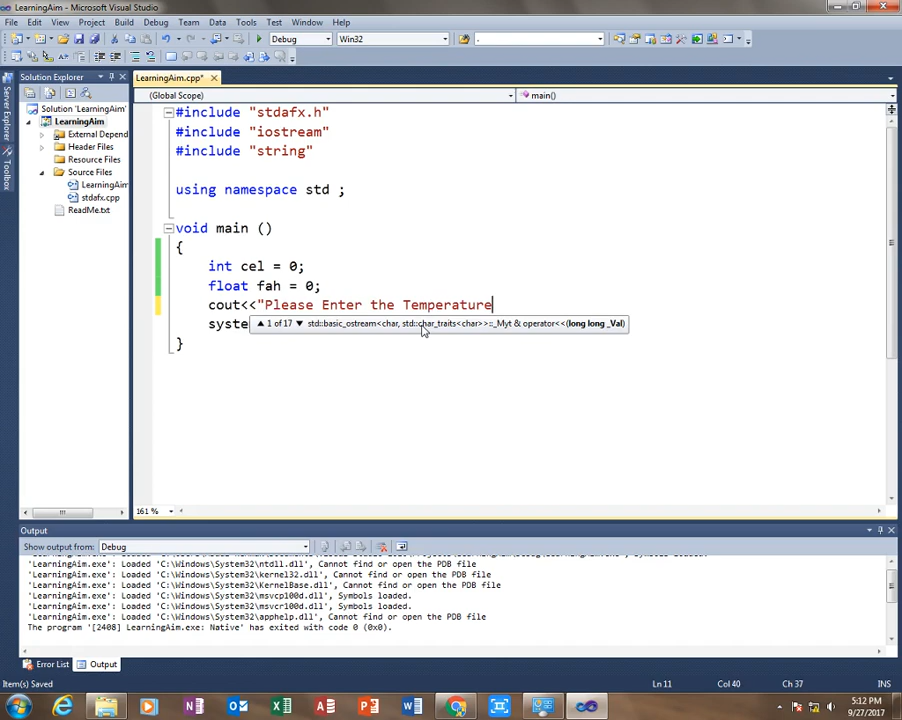 LearningAim - Microsoft Visual Studio
File Edit View Project Build Debug Team Data Tools Test Window Help
Debug Win32 .
Solution Explorer
LearningAim.cpp*
(Global Scope) main()
Server Explorer
Toolbox
Solution 'LearningAim'
LearningAim
External Depend
Header Files
Resource Files
Source Files
LearningAim
stdafx.cpp
ReadMe.txt
#include "stdafx.h"
#include "iostream"
#include "string"
using namespace std ;
void main ()
{
int cel = 0;
float fah = 0;
cout<<"Please Enter the Temperature
syste
1 of 17 std::basic_ostream<char, std::char_traits<char>>::_Myt & operator<<(long long _Val)
}
161 %
Output
Show output from: Debug
'LearningAim.exe': Loaded 'C:\Windows\System32\ntdll.dll', Cannot find or open the PDB file
'LearningAim.exe': Loaded 'C:\Windows\System32\kernel32.dll', Cannot find or open the PDB file
'LearningAim.exe': Loaded 'C:\Windows\System32\KernelBase.dll', Cannot find or open the PDB file
'LearningAim.exe': Loaded 'C:\Windows\System32\msvcp100d.dll', Symbols loaded.
'LearningAim.exe': Loaded 'C:\Windows\System32\msvcr100d.dll', Symbols loaded.
'LearningAim.exe': Loaded 'C:\Windows\System32\apphelp.dll', Cannot find or open the PDB file
The program '[2408] LearningAim.exe: Native' has exited with code 0 (0x0).
Error List Output
Item(s) Saved Ln 11 Col 40 Ch 37 INS
5:12 PM
9/27/2017